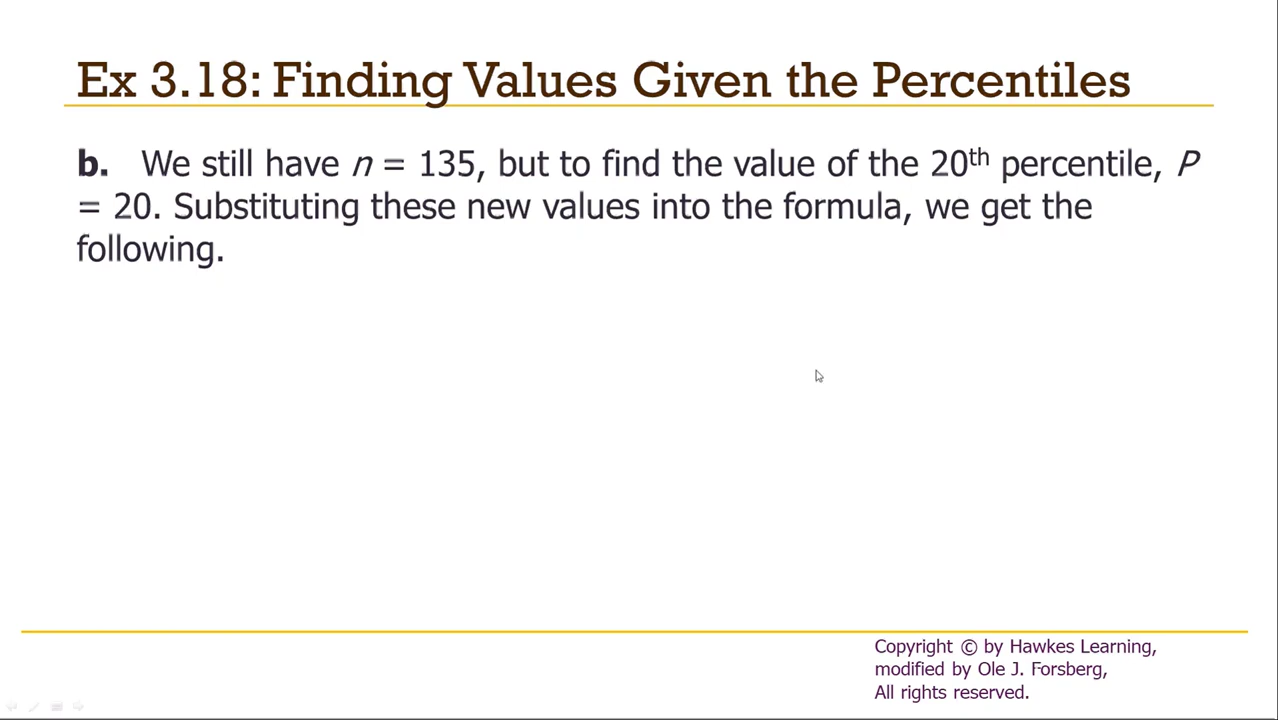 Ex 3.18: Finding Values Given the Percentiles
b. We still have n = 135, but to find the value of the 20th percentile, P
= 20. Substituting these new values into the formula, we get the
following.
Copyright © by Hawkes Learning,
modified by Ole J. Forsberg,
All rights reserved.